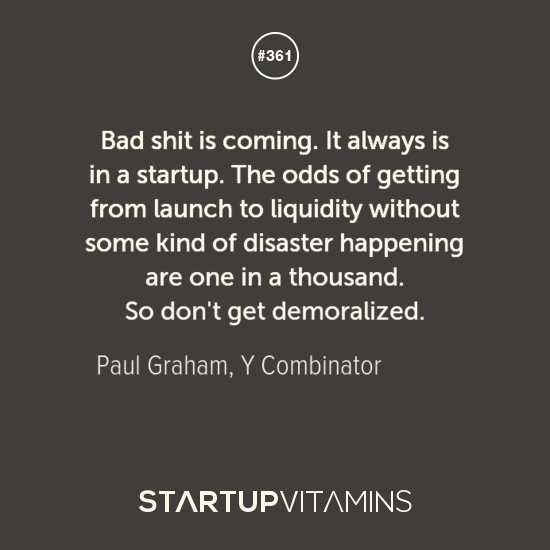 #361
Bad shit is coming. It always is
in a startup. The odds of getting
from launch to liquidity without
some kind of disaster happening
are one in a thousand.
So don't get demoralized.
Paul Graham, Y Combinator
STARTUPVITAMINS